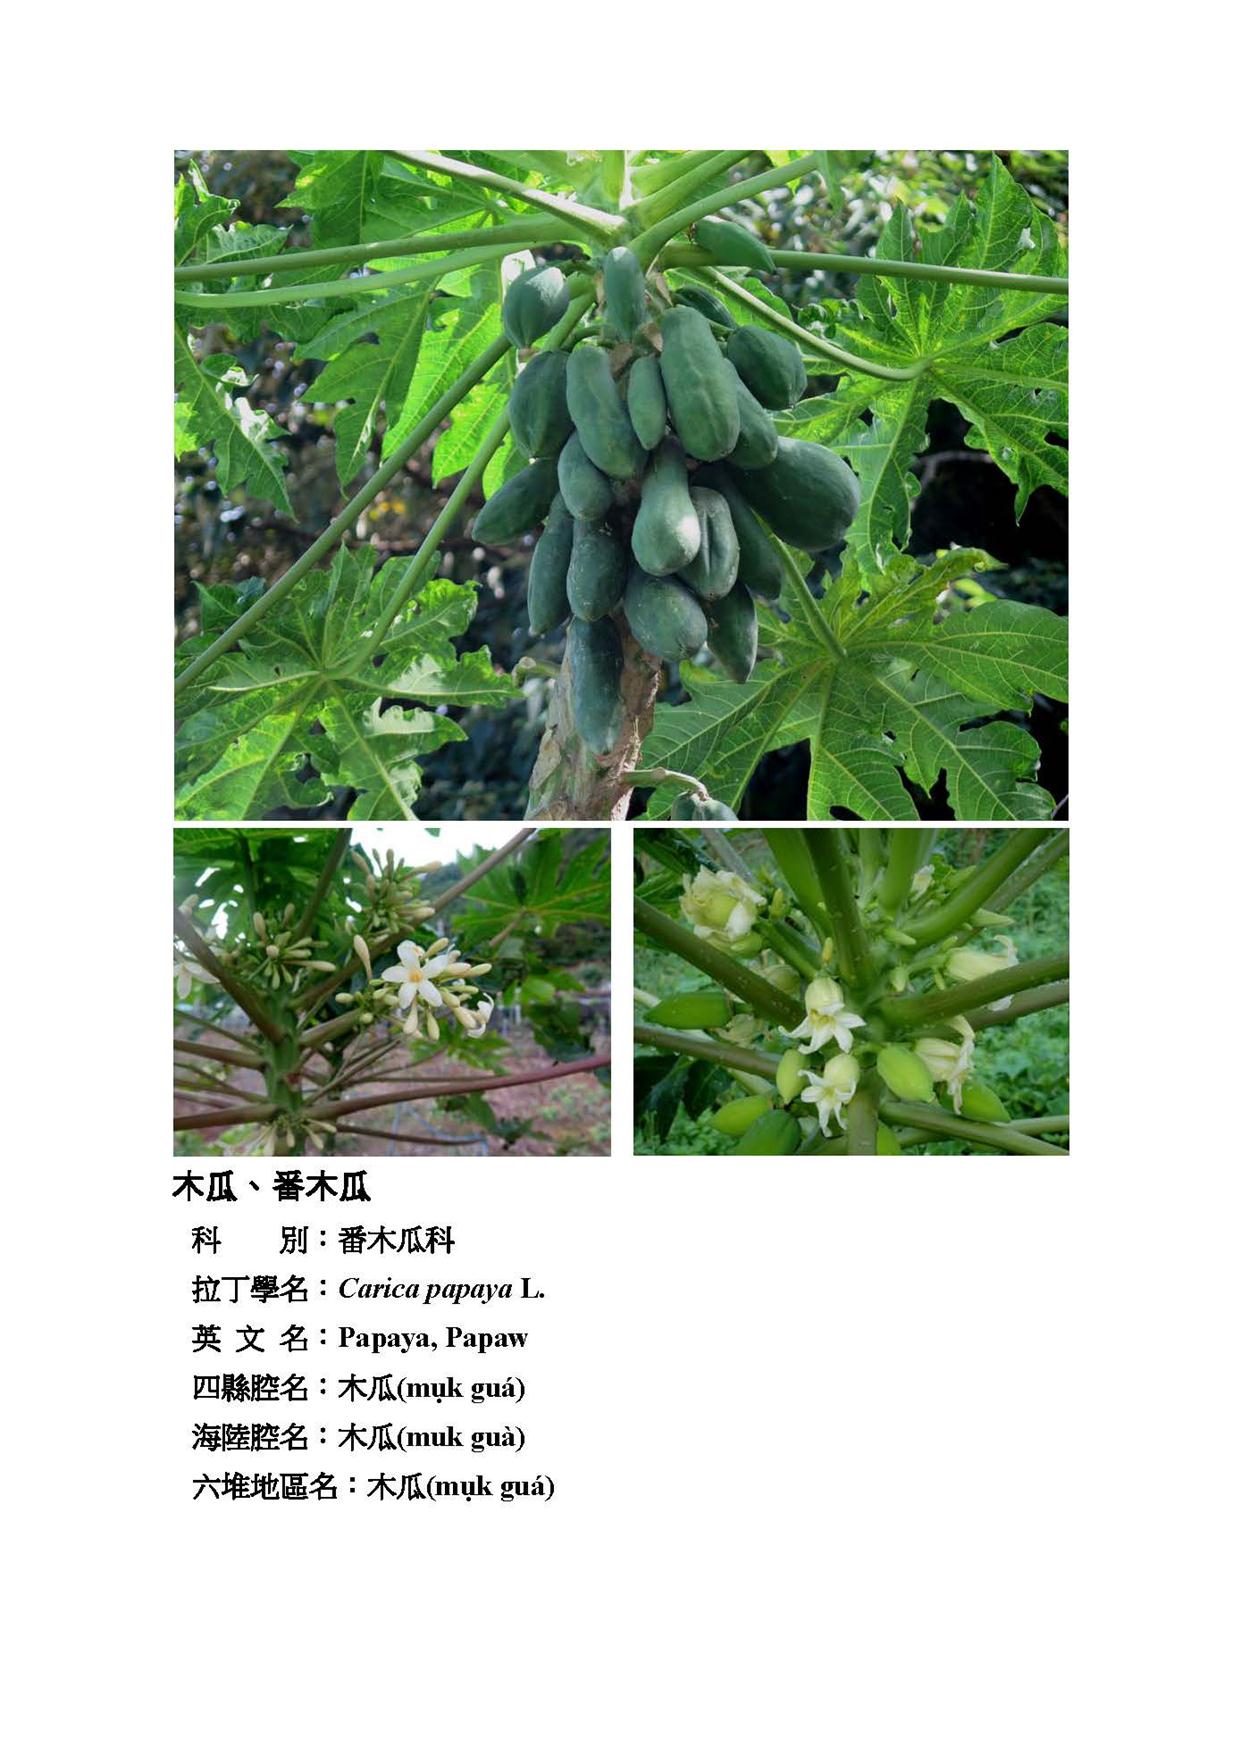 木瓜、番木瓜
科　　別：番木瓜科
拉丁學名：Carica papaya L.
英 文 名：Papaya, Papaw
四縣腔名：木瓜(mụk guá)
海陸腔名：木瓜(muk guà)
六堆地區名：木瓜(mụk guá)